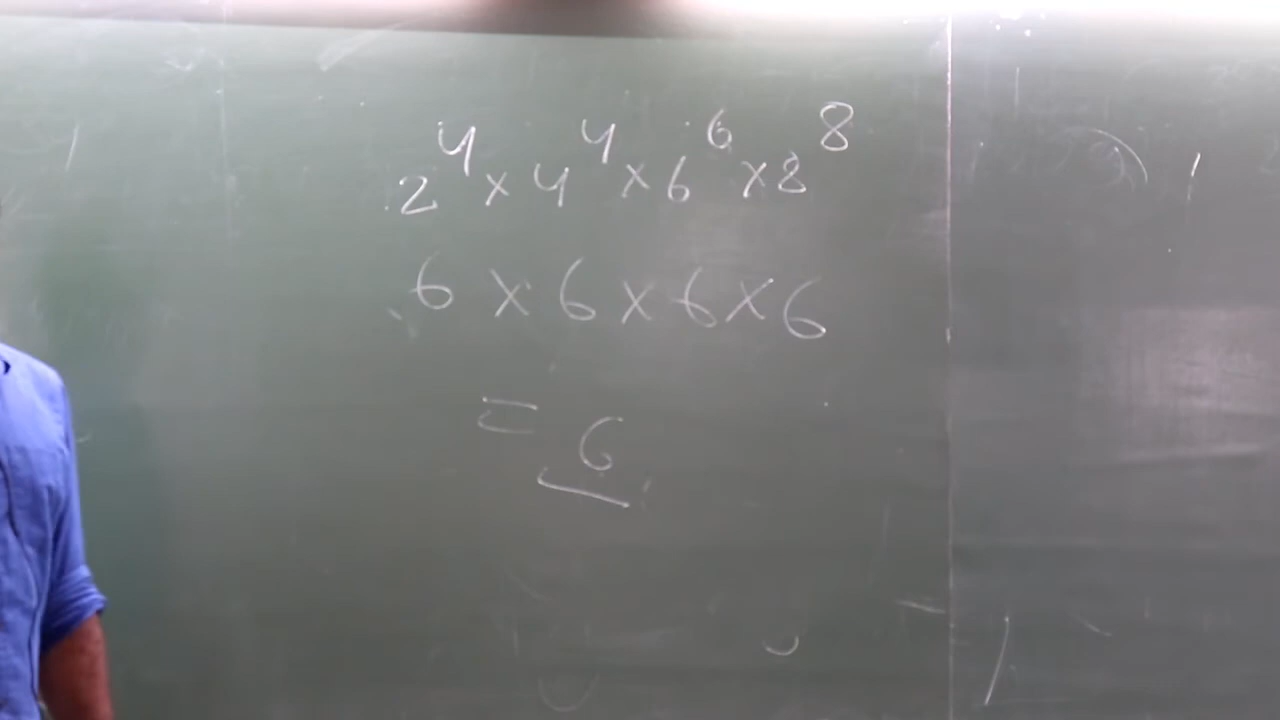 2⁴ × 4⁴ × 6⁶ × 8⁸
6 × 6 × 6 × 6
= 6